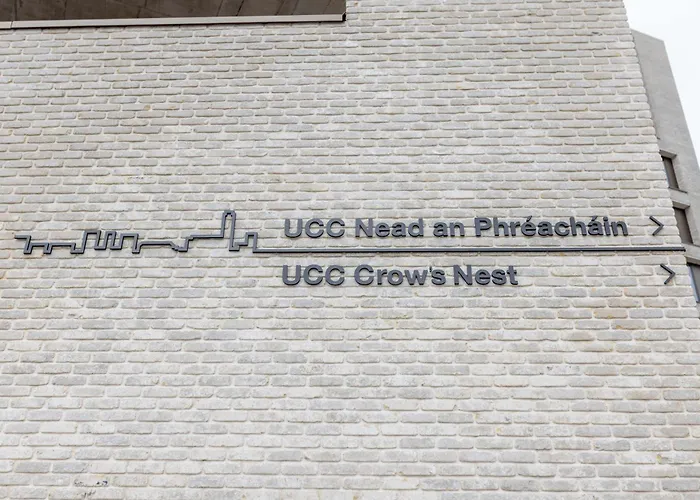 UCC Nead an Phréacháin >
UCC Crow's Nest >